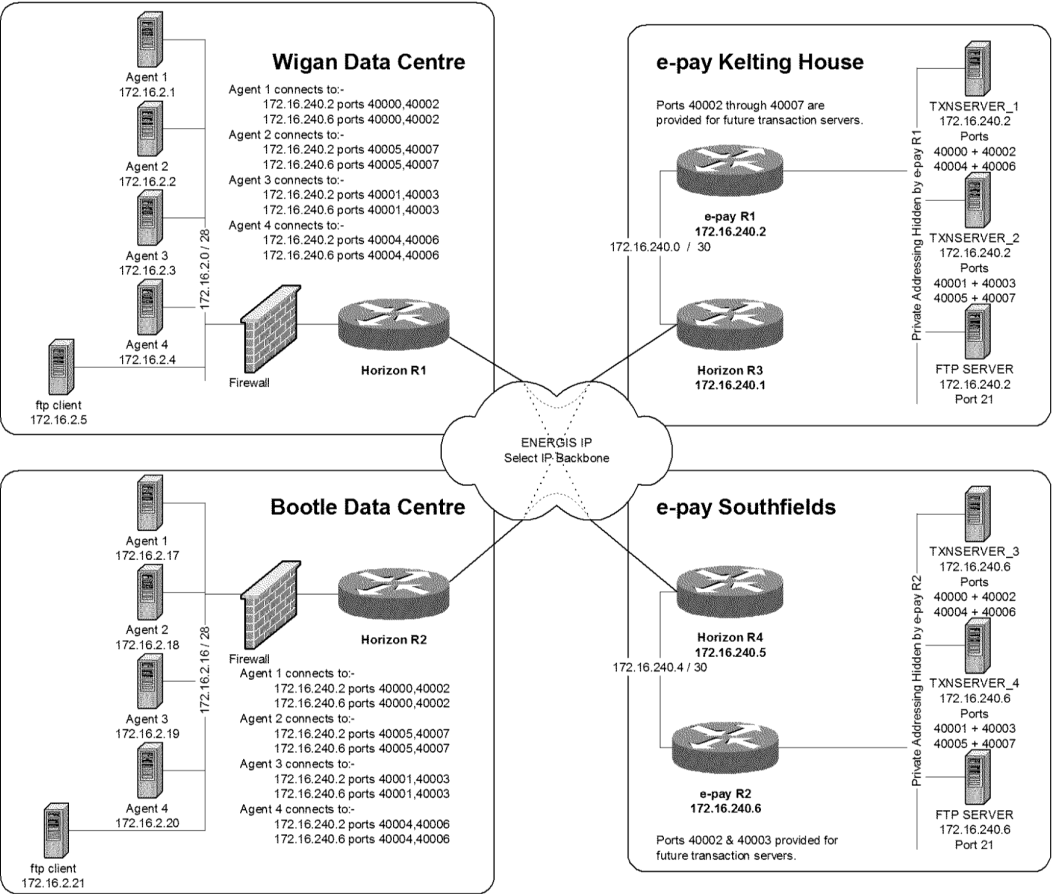 Wigan Data Centre
Agent 1
172.16.2.1
Agent 2
172.16.2.2
Agent 3
172.16.2.3
Agent 4
172.16.2.4
ftp client
172.16.2.5
172.16.2.0 / 28
Agent 1 connects to:-
172.16.240.2 ports 40000,40002
172.16.240.6 ports 40000,40002
Agent 2 connects to:-
172.16.240.2 ports 40005,40007
172.16.240.6 ports 40005,40007
Agent 3 connects to:-
172.16.240.2 ports 40001,40003
172.16.240.6 ports 40001,40003
Agent 4 connects to:-
172.16.240.2 ports 40004,40006
172.16.240.6 ports 40004,40006
Firewall
Horizon R1
e-pay Kelting House
Ports 40002 through 40007 are
provided for future transaction servers.
e-pay R1
172.16.240.2
172.16.240.0 / 30
Horizon R3
172.16.240.1
Private Addressing Hidden by e-pay R1
TXNSERVER_1
172.16.240.2
Ports
40000 + 40002
40004 + 40006
TXNSERVER_2
172.16.240.2
Ports
40001 + 40003
40005 + 40007
FTP SERVER
172.16.240.2
Port 21
ENERGIS IP
Select IP Backbone
Bootle Data Centre
Agent 1
172.16.2.17
Agent 2
172.16.2.18
Agent 3
172.16.2.19
Agent 4
172.16.2.20
ftp client
172.16.2.21
172.16.2.16 / 28
Firewall
Horizon R2
Agent 1 connects to:-
172.16.240.2 ports 40000,40002
172.16.240.6 ports 40000,40002
Agent 2 connects to:-
172.16.240.2 ports 40005,40007
172.16.240.6 ports 40005,40007
Agent 3 connects to:-
172.16.240.2 ports 40001,40003
172.16.240.6 ports 40001,40003
Agent 4 connects to:-
172.16.240.2 ports 40004,40006
172.16.240.6 ports 40004,40006
e-pay Southfields
Horizon R4
172.16.240.5
172.16.240.4 / 30
e-pay R2
172.16.240.6
Ports 40002 & 40003 provided for
future transaction servers.
Private Addressing Hidden by e-pay R2
TXNSERVER_3
172.16.240.6
Ports
40000 + 40002
40004 + 40006
TXNSERVER_4
172.16.240.6
Ports
40001 + 40003
40005 + 40007
FTP SERVER
172.16.240.6
Port 21